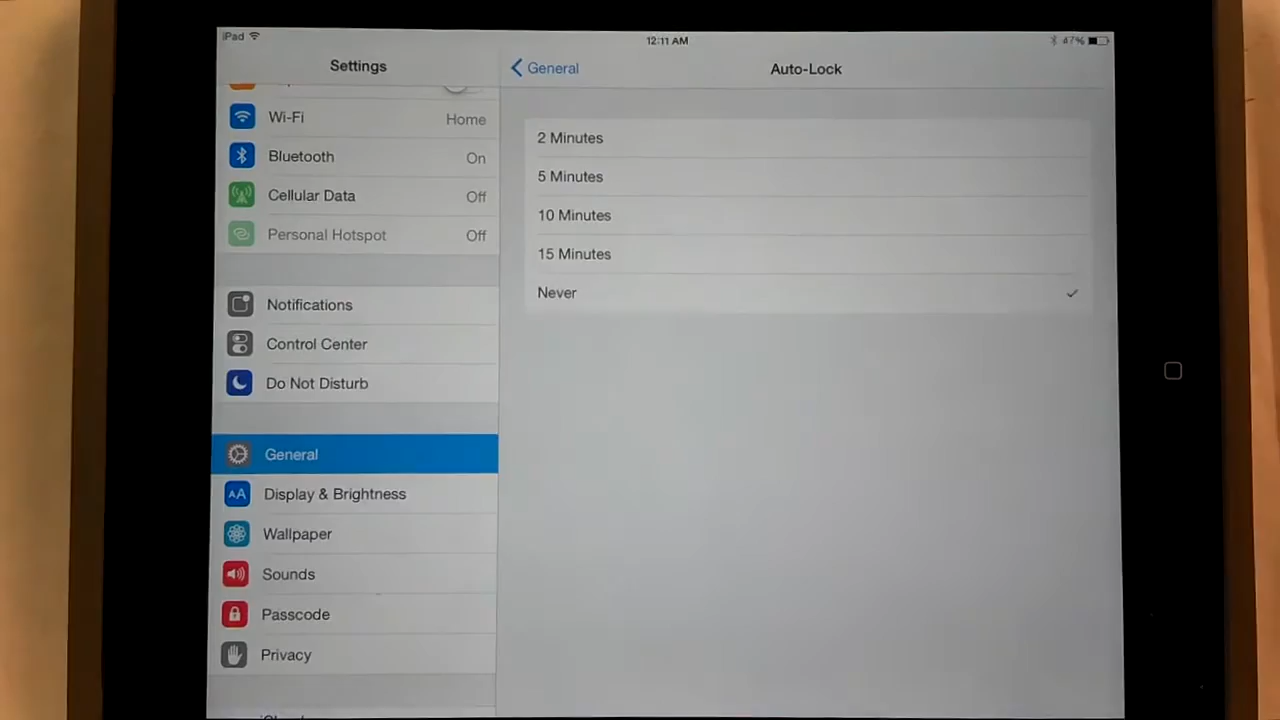 iPad
12:11 AM
47%
Settings
General
Auto-Lock
Wi-Fi
Home
Bluetooth
On
Cellular Data
Off
Personal Hotspot
Off
Notifications
Control Center
Do Not Disturb
General
AA
Display & Brightness
Wallpaper
Sounds
Passcode
Privacy
2 Minutes
5 Minutes
10 Minutes
15 Minutes
Never